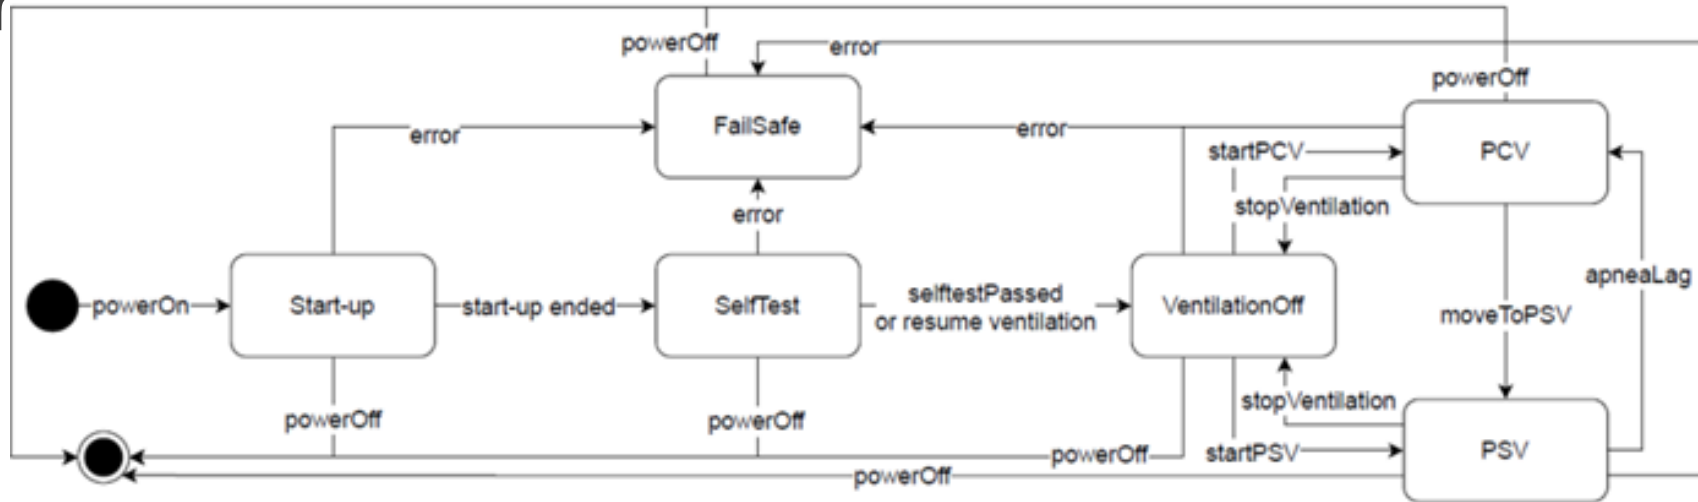 powerOff
error
powerOff
FailSafe
error
error
startPCV
PCV
stopVentilation
error
apneaLag
powerOn
Start-up
start-up ended
SelfTest
selftestPassed
or resume ventilation
VentilationOff
moveToPSV
powerOff
powerOff
stopVentilation
powerOff
startPSV
PSV
powerOff